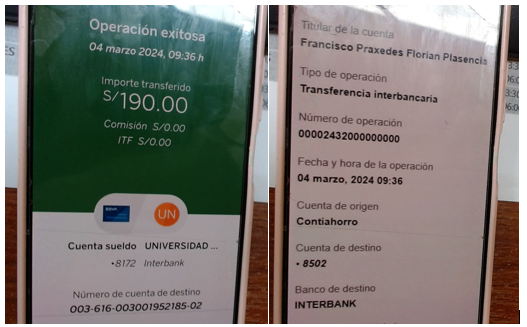 Operación exitosa
04 marzo 2024, 09:36 h
Importe transferido
S/190.00
Comisión S/0.00
ITF S/0.00
BBVA
UN
Cuenta sueldo UNIVERSIDAD ...
•8172 Interbank
Número de cuenta de destino
003-616-003001952185-02
Titular de la cuenta
Francisco Praxedes Florian Plasencia
Tipo de operación
Transferencia interbancaria
Número de operación
00002432000000000
Fecha y hora de la operación
04 marzo, 2024 09:36
Cuenta de origen
Contiahorro
Cuenta de destino
• 8502
Banco de destino
INTERBANK